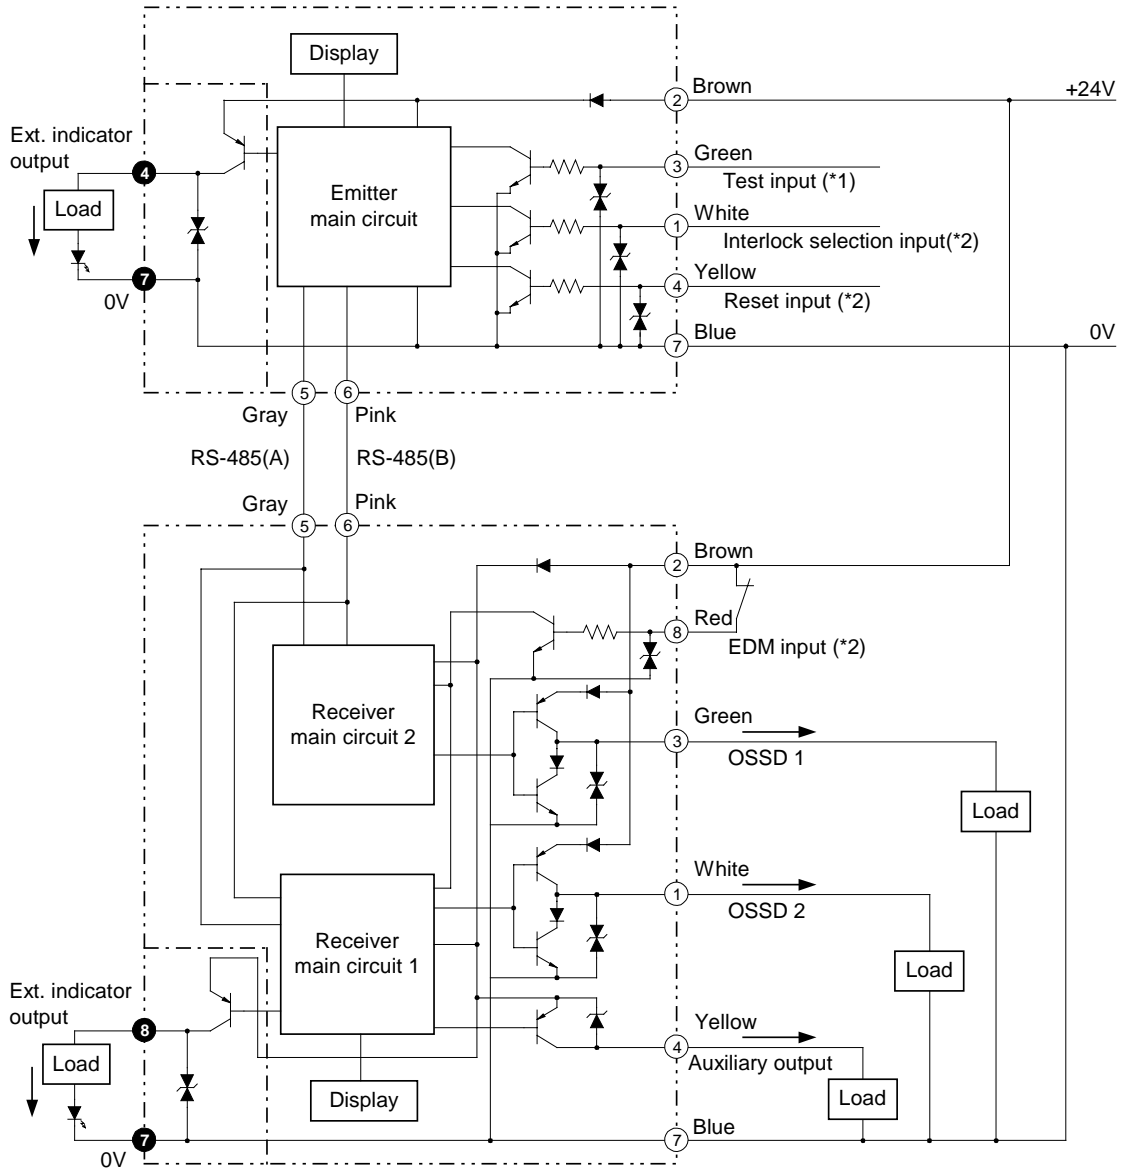 Display
2
Brown
+24V
Ext. indicator
output
4
3
Green
Test input (*1)
Emitter
main circuit
Load
1
White
Interlock selection input(*2)
7
0V
4
Yellow
Reset input (*2)
7
Blue
0V
5
6
Gray
Pink
RS-485(A)
RS-485(B)
Gray
Pink
5
6
2
Brown
8
Red
EDM input (*2)
Receiver
main circuit 2
3
Green
OSSD 1
Load
1
White
OSSD 2
Receiver
main circuit 1
Load
Ext. indicator
output
8
4
Yellow
Auxiliary output
Load
Display
Load
7
0V
7
Blue